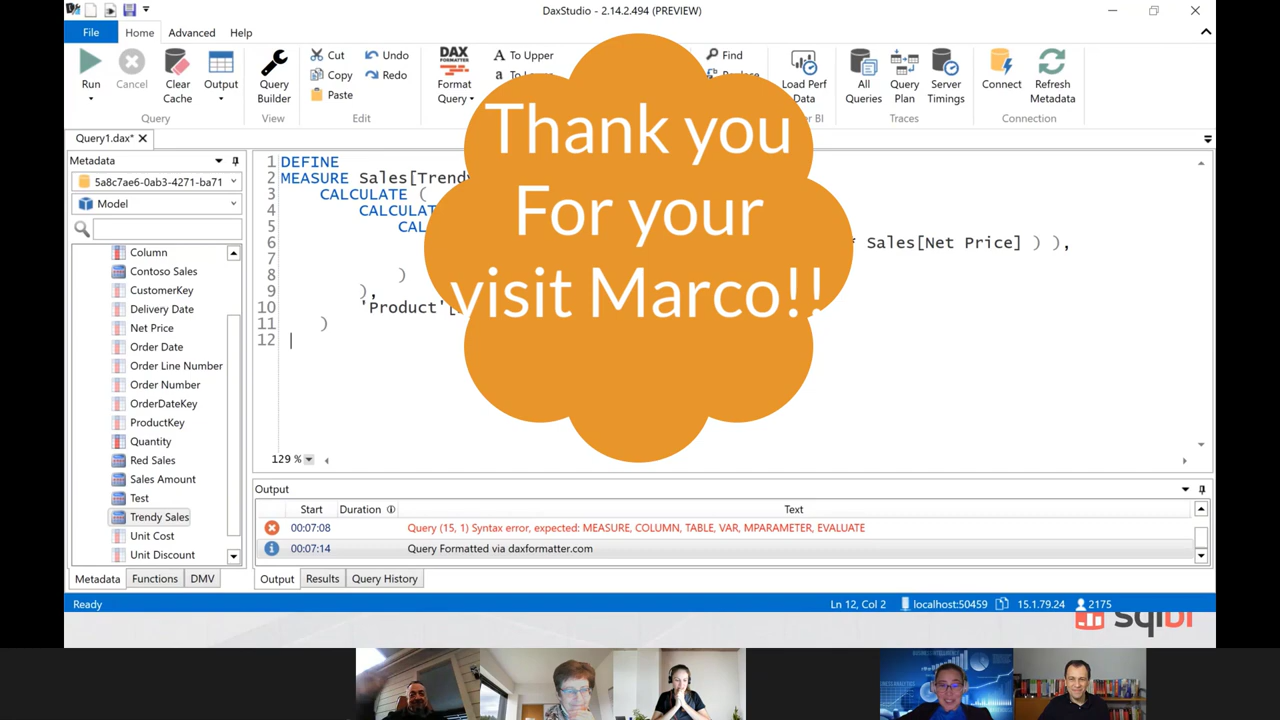 DaxStudio - 2.14.2.494 (PREVIEW)
File Home Advanced Help
Run
Cancel
Clear Cache
Output
Query
Query Builder
View
Cut
Copy
Paste
Undo
Redo
Edit
DAX FORMATTER
Format Query
A To Upper
a To
Find
Load Perf Data
BI
All Queries
Query Plan
Server Timings
Traces
Connect
Refresh Metadata
Connection
Query1.dax*
Metadata
5a8c7ae6-0ab3-4271-ba71
Model
Column
Contoso Sales
CustomerKey
Delivery Date
Net Price
Order Date
Order Line Number
Order Number
OrderDateKey
ProductKey
Quantity
Red Sales
Sales Amount
Test
Trendy Sales
Unit Cost
Unit Discount
Metadata Functions DMV
1 DEFINE
2 MEASURE Sales[Trendy
3 CALCULATE (
4 CALCULAT
5 CAL
6 * Sales[Net Price] ) ),
7
8 )
9 ),
10 'Product'[
11 )
12
129 %
Thank you
For your
visit Marco!!
Output
Start Duration Text
00:07:08 Query (15, 1) Syntax error, expected: MEASURE, COLUMN, TABLE, VAR, MPARAMETER, EVALUATE
00:07:14 Query Formatted via daxformatter.com
Output Results Query History
Ready Ln 12, Col 2 localhost:50459 15.1.79.24 2175
sqlbi